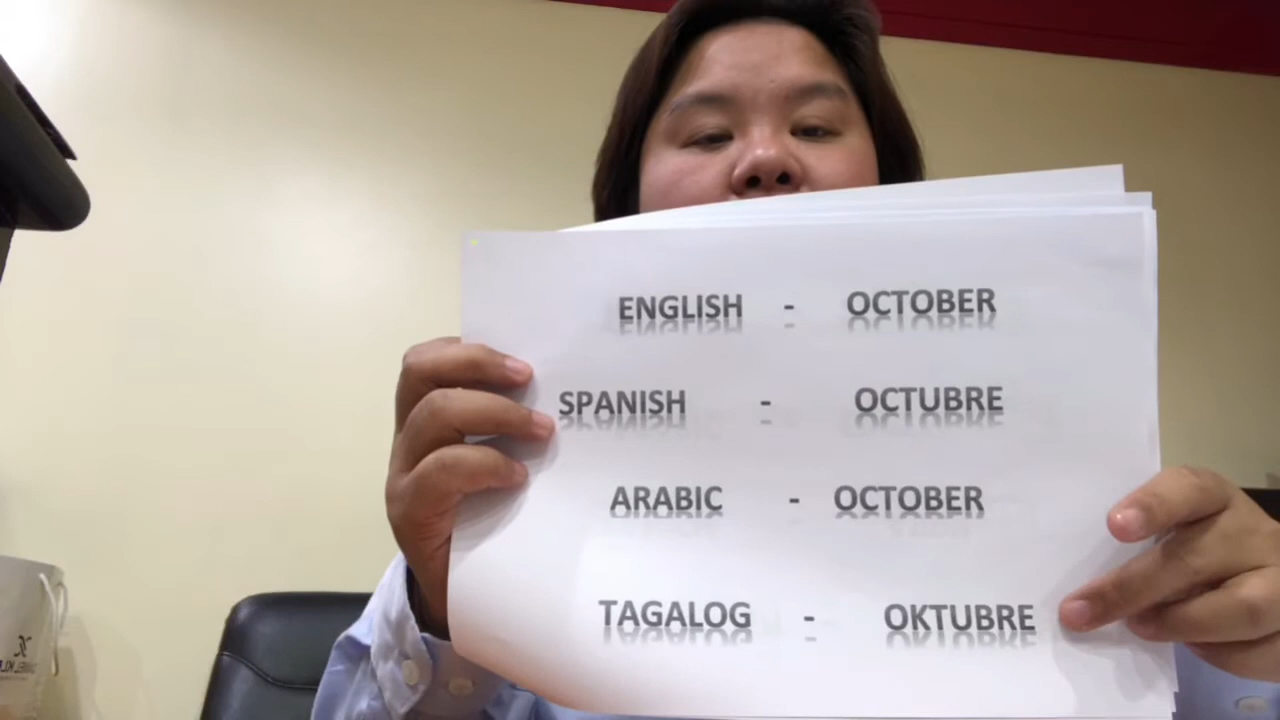 ENGLISH - OCTOBER
SPANISH - OCTUBRE
ARABIC - OCTOBER
TAGALOG - OKTUBRE